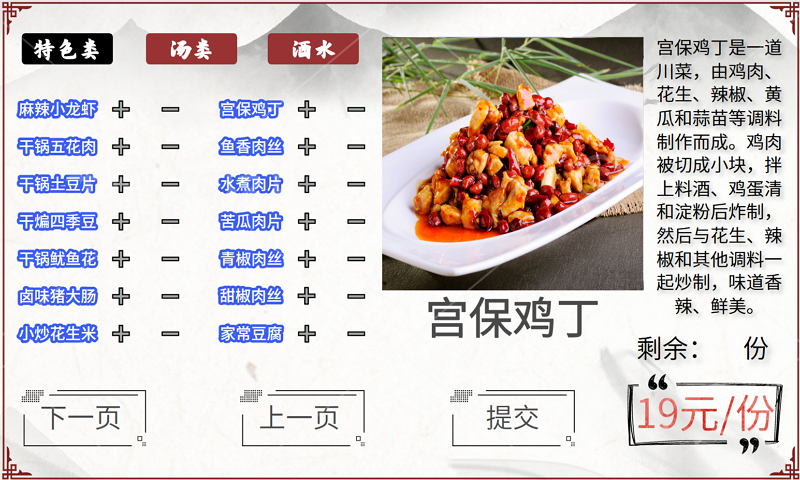 特色类
汤类
酒水
麻辣小龙虾
干锅五花肉
干锅土豆片
干煸四季豆
干锅鱿鱼花
卤味猪大肠
小炒花生米
宫保鸡丁
鱼香肉丝
水煮肉片
苦瓜肉片
青椒肉丝
甜椒肉丝
家常豆腐
宫保鸡丁
宫保鸡丁是一道
川菜，由鸡肉、
花生、辣椒、黄
瓜和蒜苗等调料
制作而成。鸡肉
被切成小块，拌
上料酒、鸡蛋清
和淀粉后炸制，
然后与花生、辣
椒和其他调料一
起炒制，味道香
辣、鲜美。
剩余： 份
19元/份
下一页
上一页
提交